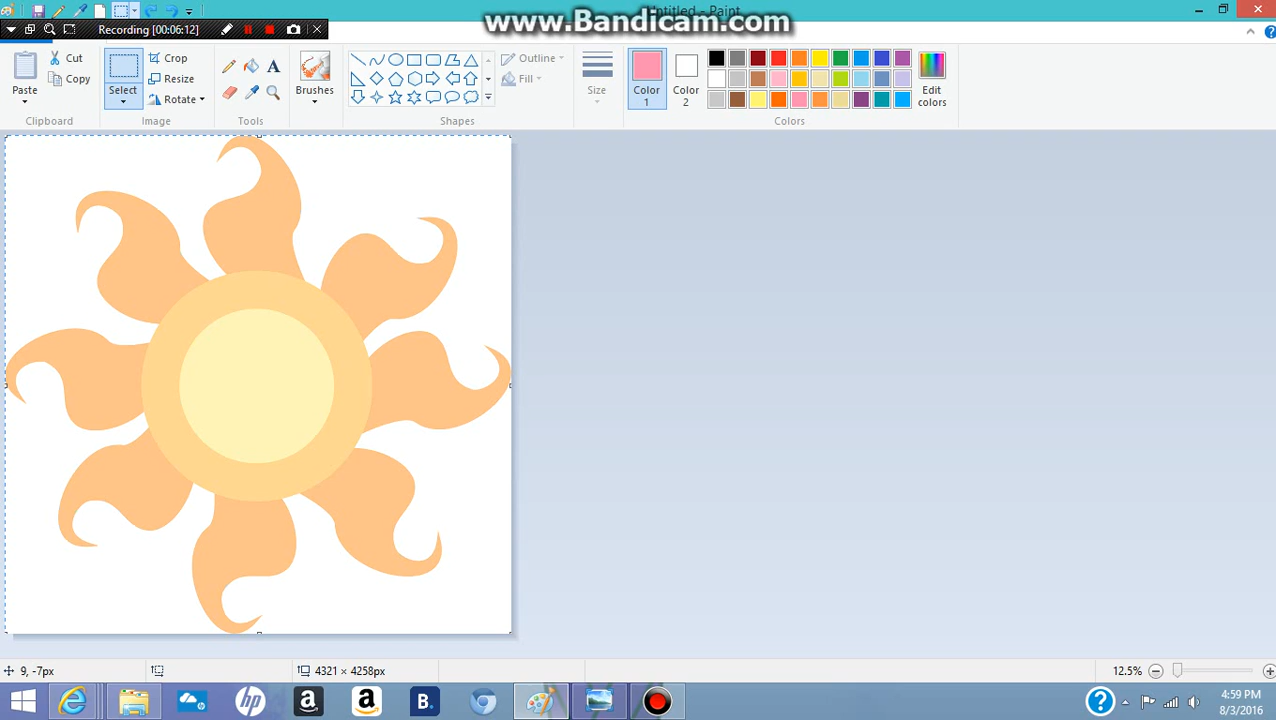 www.Bandicam.com
Untitled - Paint
Recording [00:06:12]
Paste
Cut
Copy
Clipboard
Select
Crop
Resize
Rotate
Image
A
Tools
Brushes
Outline
Fill
Shapes
Size
Color 1
Color 2
Edit colors
Colors
9, -7px
4321 × 4258px
12.5%
hp
a
a
B.
?
4:59 PM
8/3/2016